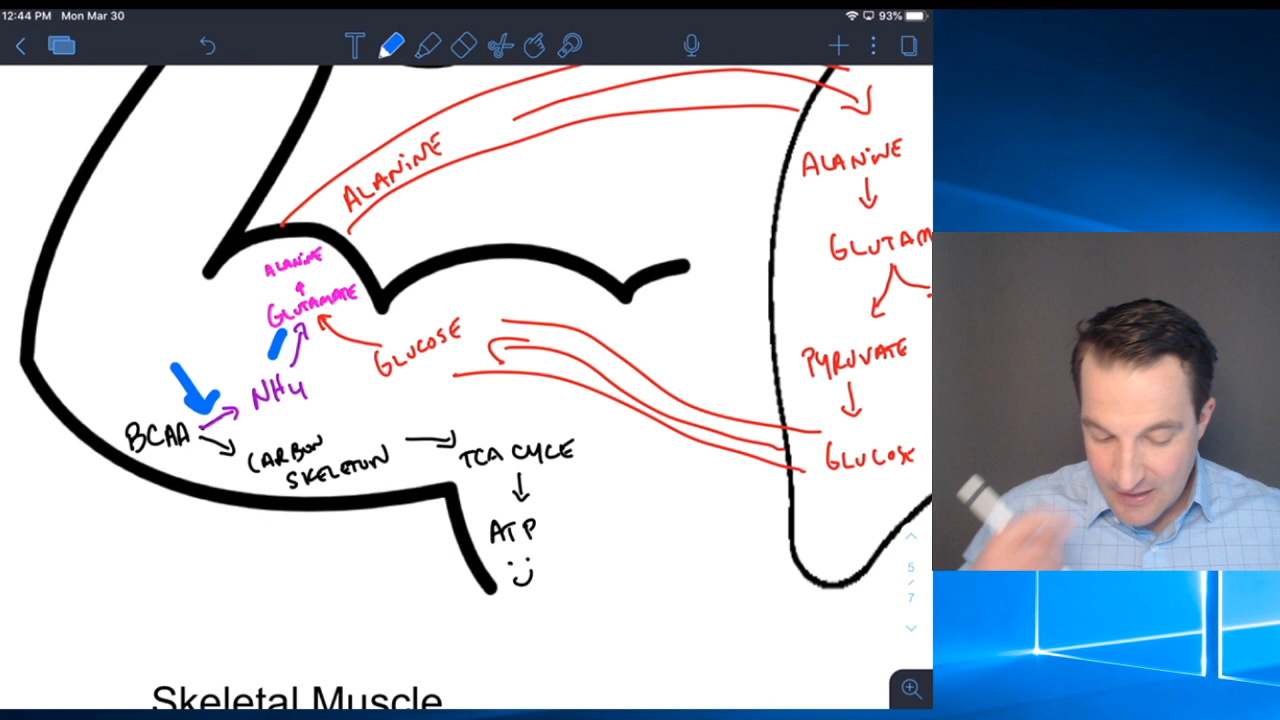 12:44 PM Mon Mar 30
93%
T
ALANINE
ALANINE
GLUTAM
ALANINE
GLUTAMATE
GLUCOSE
PYRUVATE
NH4
BCAA
CARBON
SKELETON
TCA CYCLE
GLUCOSE
ATP
5
/
7
Skeletal Muscle